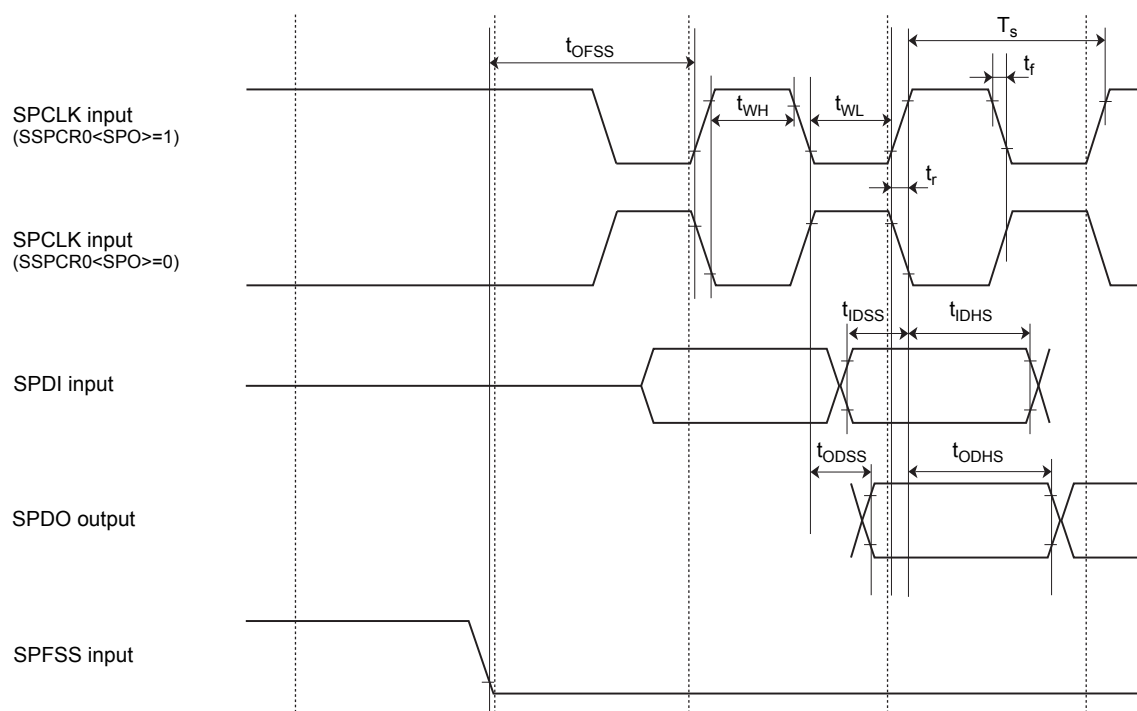 tOFSS
Ts
tf
SPCLK input
(SSPCR0<SPO>=1)
tWH
tWL
tr
SPCLK input
(SSPCR0<SPO>=0)
tIDSS
tIDHS
SPDI input
tODSS
tODHS
SPDO output
SPFSS input